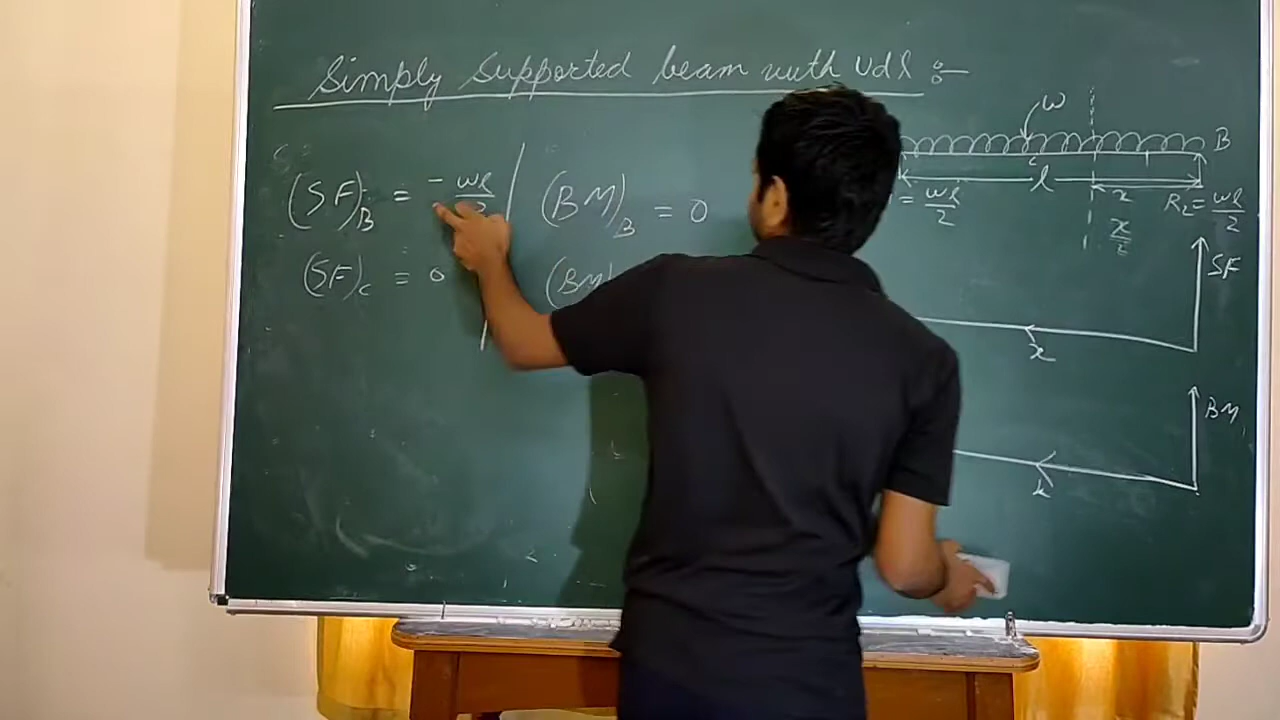 Simply Supported beam with Udl :-
(SF)B = - wl/2
(BM)B = 0
(SF)C = 0
(BM)
w
B
C
l
x
= wl/2
R2 = wl/2
x/2
SF
x
BM
x